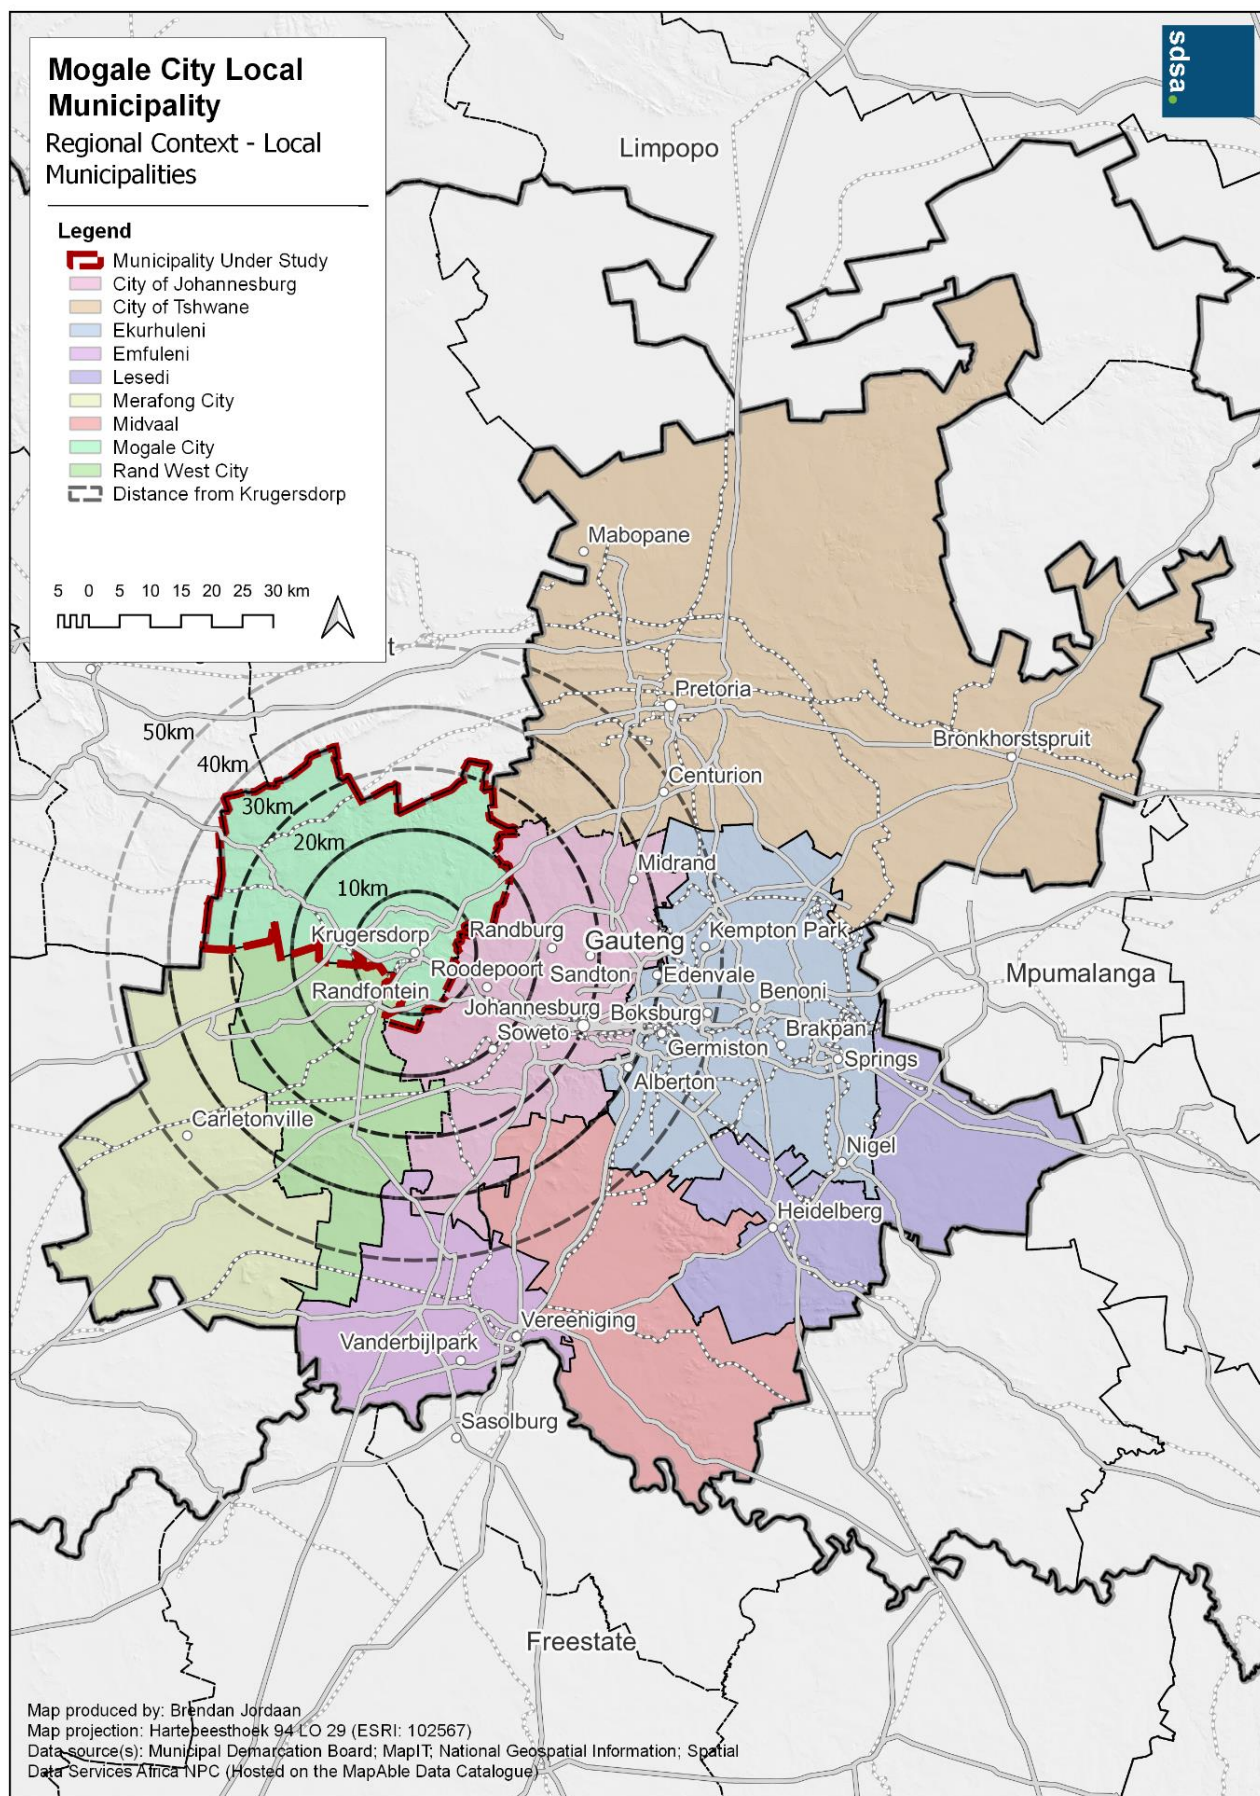 Mogale City Local
Municipality
Regional Context - Local
Municipalities
Legend
Municipality Under Study
City of Johannesburg
City of Tshwane
Ekurhuleni
Emfuleni
Lesedi
Merafong City
Midvaal
Mogale City
Rand West City
Distance from Krugersdorp
5 0 5 10 15 20 25 30 km
sdsa.
Limpopo
Mabopane
t
Pretoria
50km
Bronkhorstspruit
40km
Centurion
30km
20km
Midrand
10km
Krugersdorp
Randburg
Gauteng
Kempton Park
Roodepoort
Sandton
Edenvale
Mpumalanga
Randfontein
Johannesburg
Boksburg
Benoni
Soweto
Germiston
Brakpan
Springs
Alberton
Carletonville
Nigel
Heidelberg
Vereeniging
Vanderbijlpark
Sasolburg
Freestate
Map produced by: Brendan Jordaan
Map projection: Hartebeesthoek 94 LO 29 (ESRI: 102567)
Data source(s): Municipal Demarcation Board; MapIT; National Geospatial Information; Spatial
Data Services Africa NPC (Hosted on the MapAble Data Catalogue)